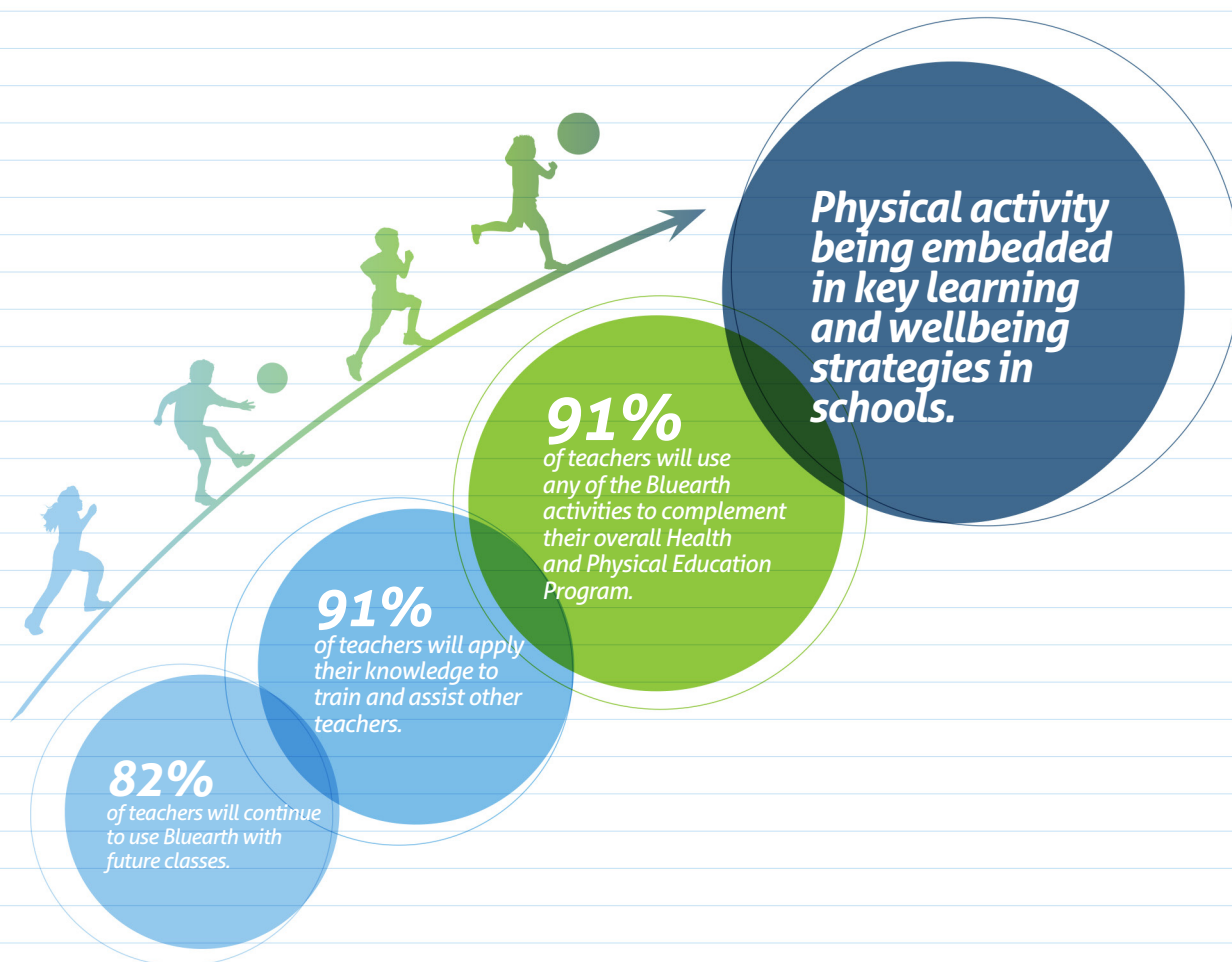 Physical activity
being embedded
in key learning
and wellbeing
strategies in
schools.
91%
of teachers will use
any of the Bluearth
activities to complement
their overall Health
and Physical Education
Program.
91%
of teachers will apply
their knowledge to
train and assist other
teachers.
82%
of teachers will continue
to use Bluearth with
future classes.